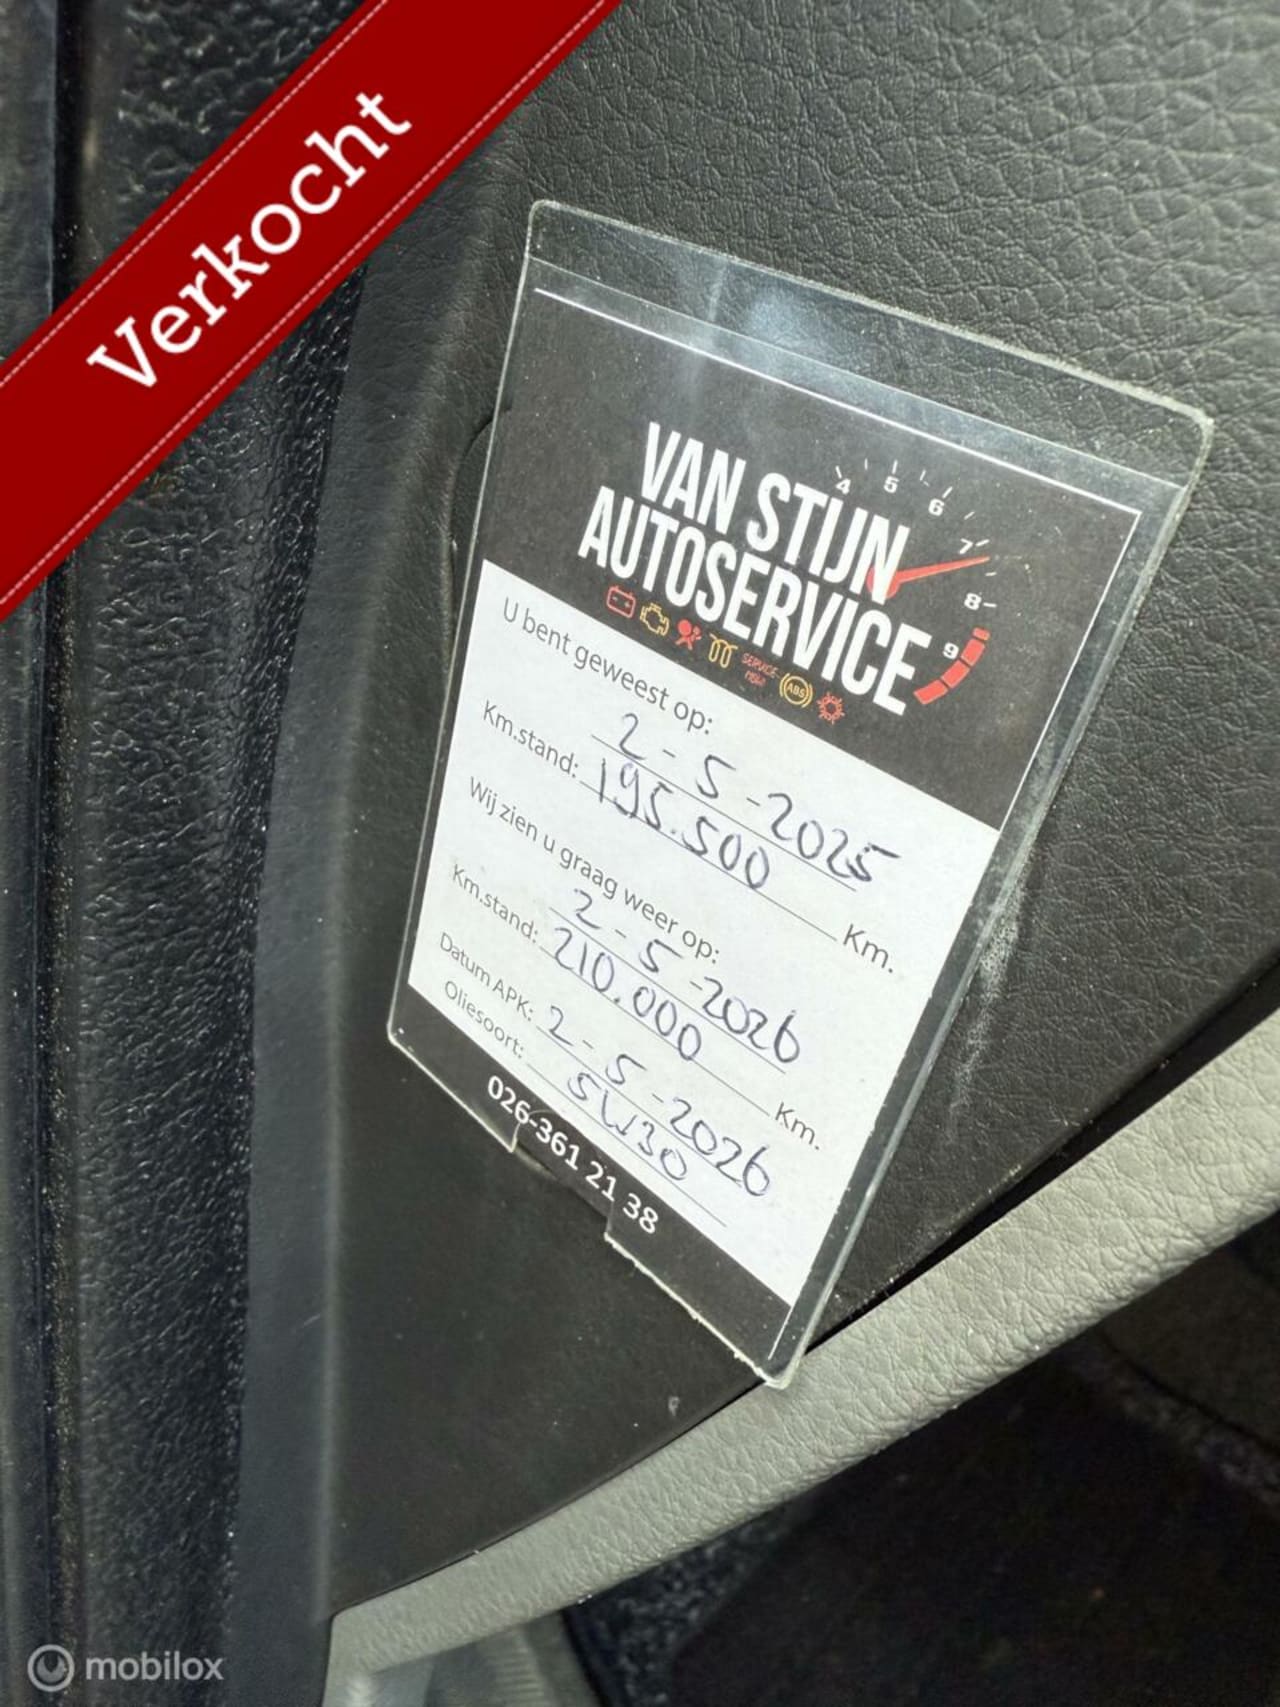 Verkocht
4 5 6 7 8 9
VAN STIJN
AUTOSERVICE
SERVICE NOW!
ABS
U bent geweest op:
2-5-2025
Km.stand: 195.500 Km.
Wij zien u graag weer op:
2-5-2026
Km.stand: 210.000 Km.
Datum APK: 2-5-2026
Oliesoort: 5W30
026-361 21 38
mobilox